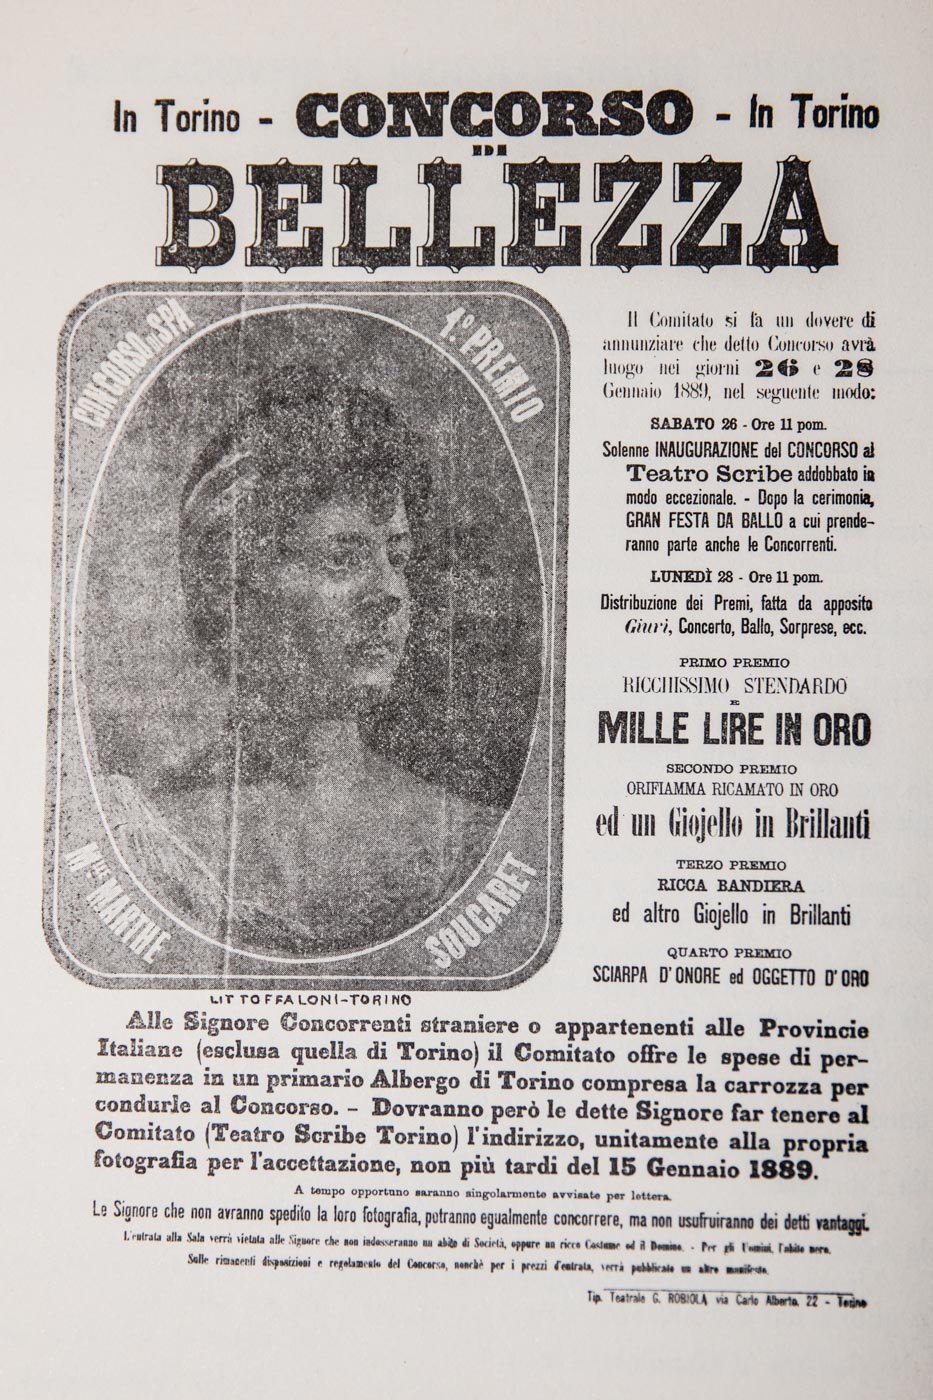 In Torino - CONCORSO - In Torino
DI
BELLEZZA
CONCORSO DI SPA
1º PREMIO
Mlle MARTHE
SOUCARET
LIT TOFFALONI-TORINO
Il Comitato si fa un dovere di
annunziare che detto Concorso avrà
luogo nei giorni 26 e 28
Gennaio 1889, nel seguente modo:
SABATO 26 - Ore 11 pom.
Solenne INAUGURAZIONE del CONCORSO al
Teatro Scribe addobbato in
modo eccezionale. - Dopo la cerimonia,
GRAN FESTA DA BALLO a cui prende-
ranno parte anche le Concorrenti.
LUNEDÌ 28 - Ore 11 pom.
Distribuzione dei Premi, fatta da apposito
Giurì, Concerto, Ballo, Sorprese, ecc.
PRIMO PREMIO
RICCHISSIMO STENDARDO
E
MILLE LIRE IN ORO
SECONDO PREMIO
ORIFIAMMA RICAMATO IN ORO
ed un Giojello in Brillanti
TERZO PREMIO
RICCA BANDIERA
ed altro Giojello in Brillanti
QUARTO PREMIO
SCIARPA D'ONORE ed OGGETTO D'ORO
Alle Signore Concorrenti straniere o appartenenti alle Provincie
Italiane (esclusa quella di Torino) il Comitato offre le spese di per-
manenza in un primario Albergo di Torino compresa la carrozza per
condurle al Concorso. - Dovranno però le dette Signore far tenere al
Comitato (Teatro Scribe Torino) l'indirizzo, unitamente alla propria
fotografia per l'accettazione, non più tardi del 15 Gennaio 1889.
A tempo opportuno saranno singolarmente avvisate per lettera.
Le Signore che non avranno spedito la loro fotografia, potranno egualmente concorrere, ma non usufruiranno dei detti vantaggi.
L'entrata alla Sala verrà vietata alle Signore che non indosseranno un abito di Società, oppure un ricco Costume od il Domino. - Per gli Uomini, l'abito nero.
Sulle rimanenti disposizioni e regolamento del Concorso, nonchè per i prezzi d'entrata, verrà pubblicato un altro manifesto.
Tip. Teatrale G. ROBIOLA via Carlo Alberto, 22 - Torino